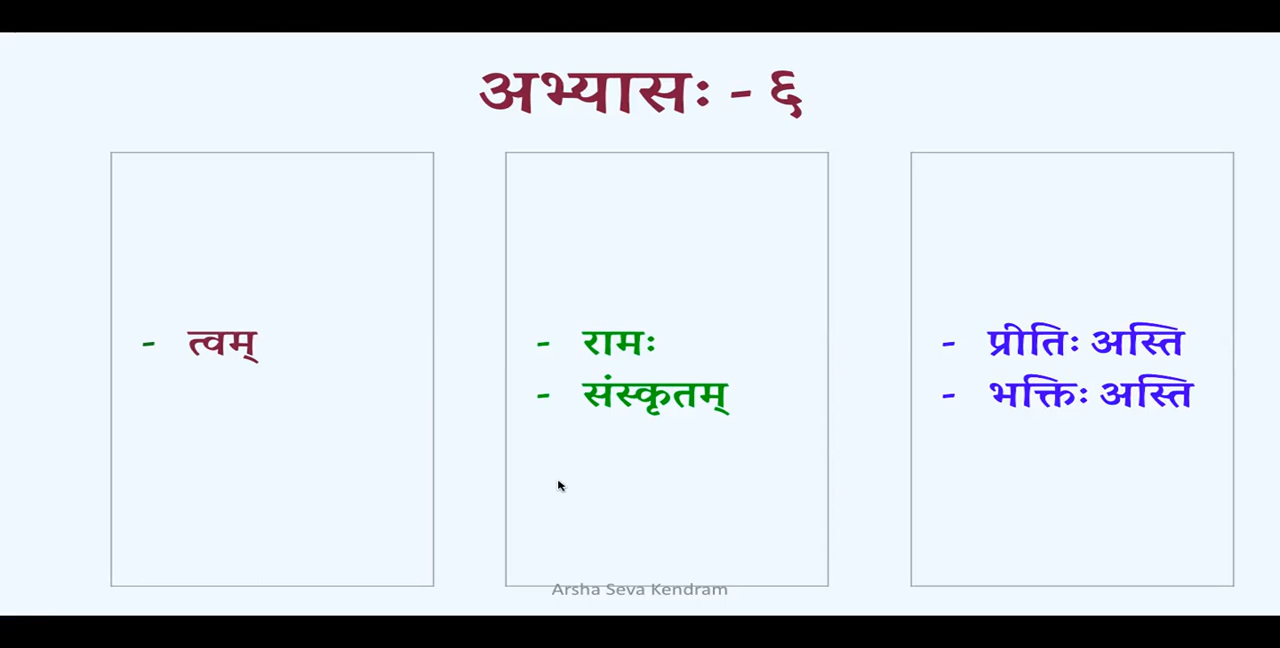 अभ्यासः - ६
- त्वम्
- रामः
- संस्कृतम्
- प्रीतिः अस्ति
- भक्तिः अस्ति
Arsha Seva Kendram